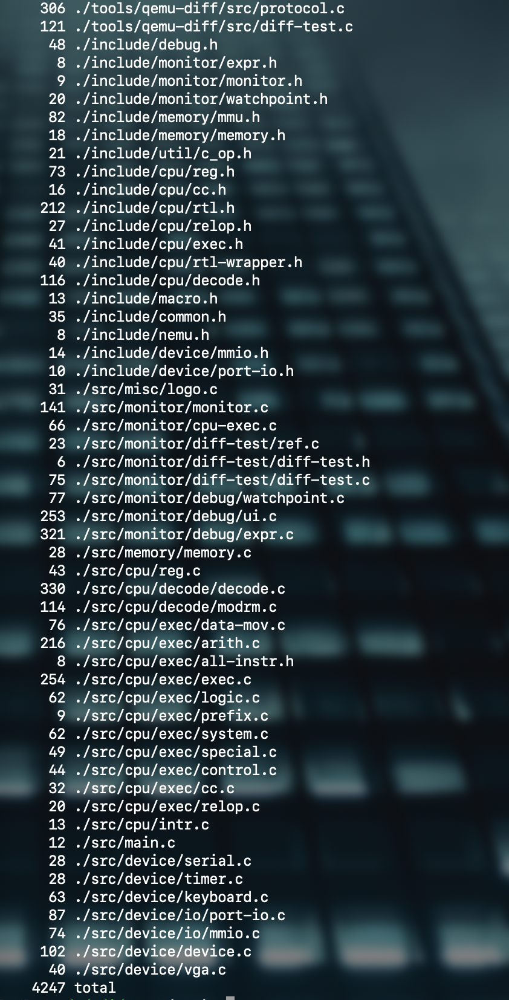 306 ./tools/qemu-diff/src/protocol.c
121 ./tools/qemu-diff/src/diff-test.c
48 ./include/debug.h
8 ./include/monitor/expr.h
9 ./include/monitor/monitor.h
20 ./include/monitor/watchpoint.h
82 ./include/memory/mmu.h
18 ./include/memory/memory.h
21 ./include/util/c_op.h
73 ./include/cpu/reg.h
16 ./include/cpu/cc.h
212 ./include/cpu/rtl.h
27 ./include/cpu/relop.h
41 ./include/cpu/exec.h
40 ./include/cpu/rtl-wrapper.h
116 ./include/cpu/decode.h
13 ./include/macro.h
35 ./include/common.h
8 ./include/nemu.h
14 ./include/device/mmio.h
10 ./include/device/port-io.h
31 ./src/misc/logo.c
141 ./src/monitor/monitor.c
66 ./src/monitor/cpu-exec.c
23 ./src/monitor/diff-test/ref.c
6 ./src/monitor/diff-test/diff-test.h
75 ./src/monitor/diff-test/diff-test.c
77 ./src/monitor/debug/watchpoint.c
253 ./src/monitor/debug/ui.c
321 ./src/monitor/debug/expr.c
28 ./src/memory/memory.c
43 ./src/cpu/reg.c
330 ./src/cpu/decode/decode.c
114 ./src/cpu/decode/modrm.c
76 ./src/cpu/exec/data-mov.c
216 ./src/cpu/exec/arith.c
8 ./src/cpu/exec/all-instr.h
254 ./src/cpu/exec/exec.c
62 ./src/cpu/exec/logic.c
9 ./src/cpu/exec/prefix.c
62 ./src/cpu/exec/system.c
49 ./src/cpu/exec/special.c
44 ./src/cpu/exec/control.c
32 ./src/cpu/exec/cc.c
20 ./src/cpu/exec/relop.c
13 ./src/cpu/intr.c
12 ./src/main.c
28 ./src/device/serial.c
28 ./src/device/timer.c
63 ./src/device/keyboard.c
87 ./src/device/io/port-io.c
74 ./src/device/io/mmio.c
102 ./src/device/device.c
40 ./src/device/vga.c
4247 total